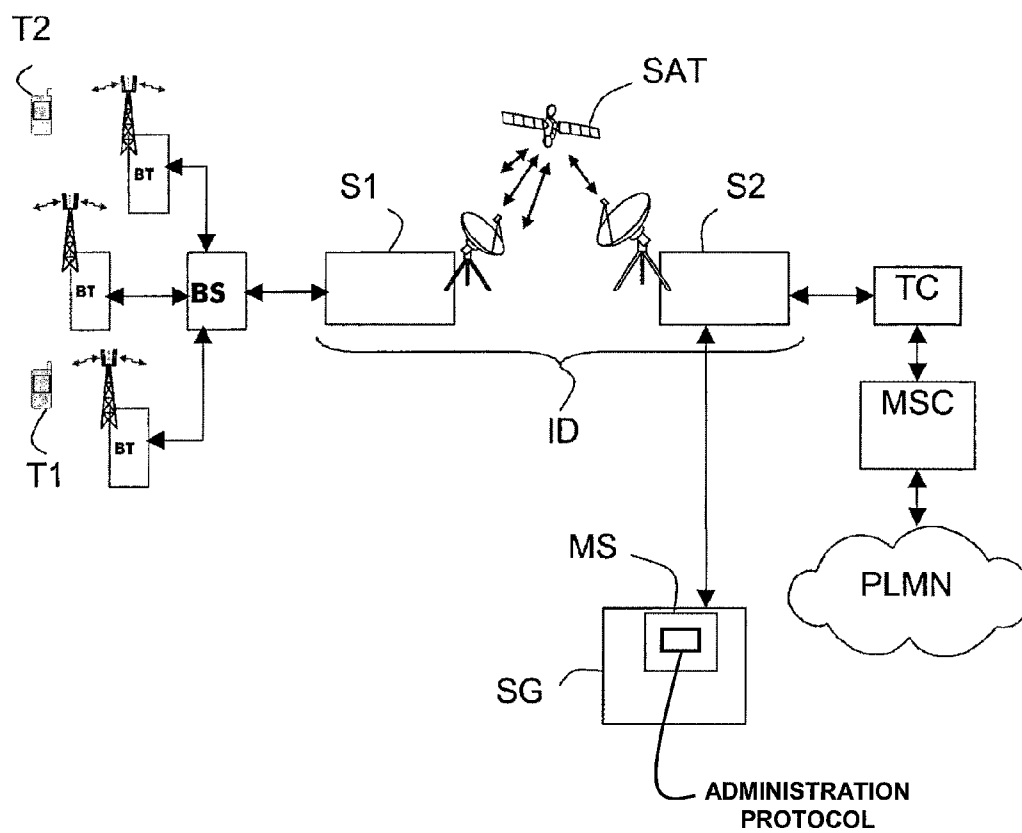 T2
SAT
BT
S1
S2
BT
BS
TC
MSC
BT
ID
T1
MS
PLMN
SG
ADMINISTRATION
PROTOCOL